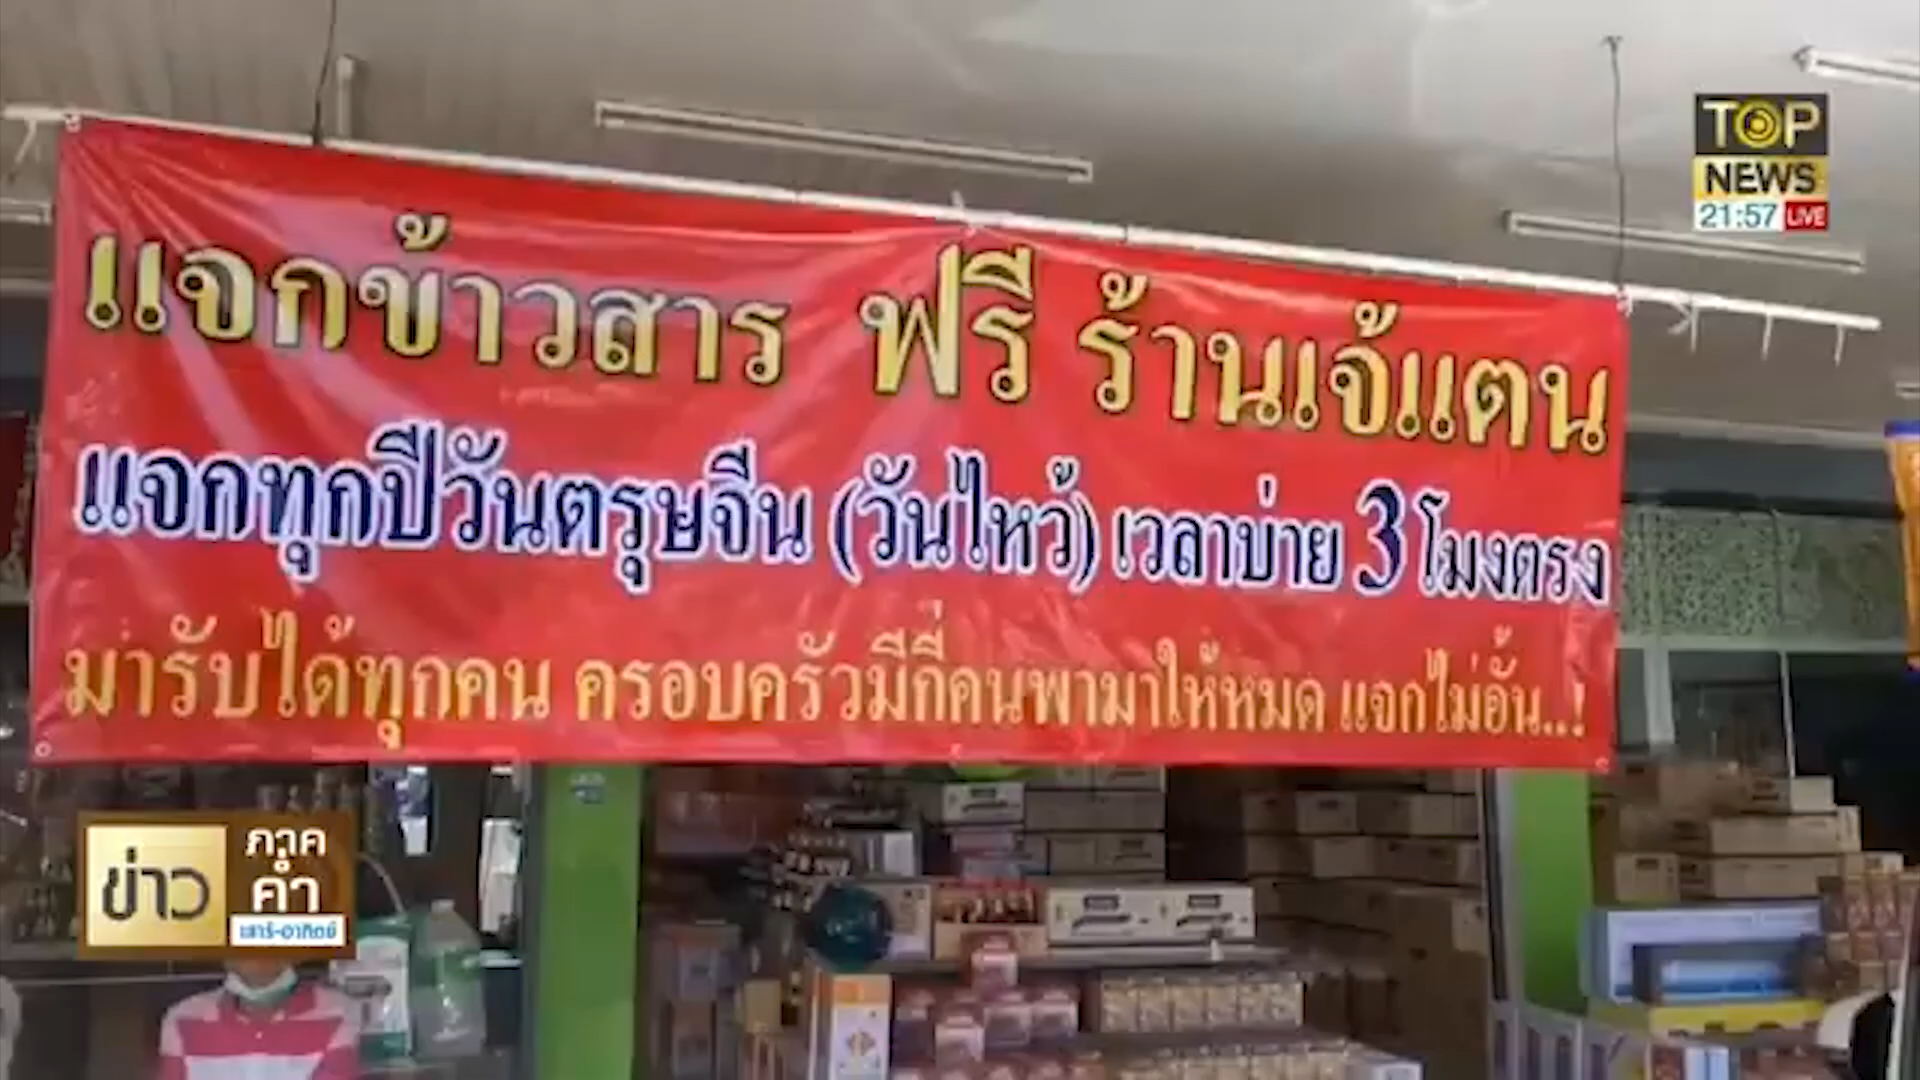 TOP
NEWS
21:57 LIVE
แจกข้าวสาร ฟรี ร้านเจ้แตน
แจกทุกปีวันตรุษจีน (วันไหว้) เวลาบ่าย 3 โมงตรง
มารับได้ทุกคน ครอบครัวมีกี่คนพามาให้หมด แจกไม่อั้น..!
ข่าว
ภาค
ค่ำ
เสาร์-อาทิตย์